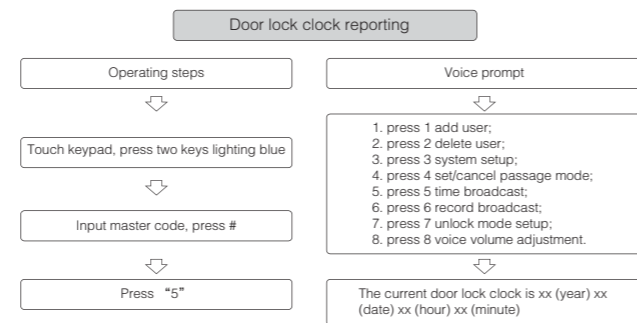 Door lock clock reporting
Operating steps
Touch keypad, press two keys lighting blue
Input master code, press #
Press “5”
Voice prompt
1. press 1 add user;
2. press 2 delete user;
3. press 3 system setup;
4. press 4 set/cancel passage mode;
5. press 5 time broadcast;
6. press 6 record broadcast;
7. press 7 unlock mode setup;
8. press 8 voice volume adjustment.
The current door lock clock is xx (year) xx
(date) xx (hour) xx (minute)